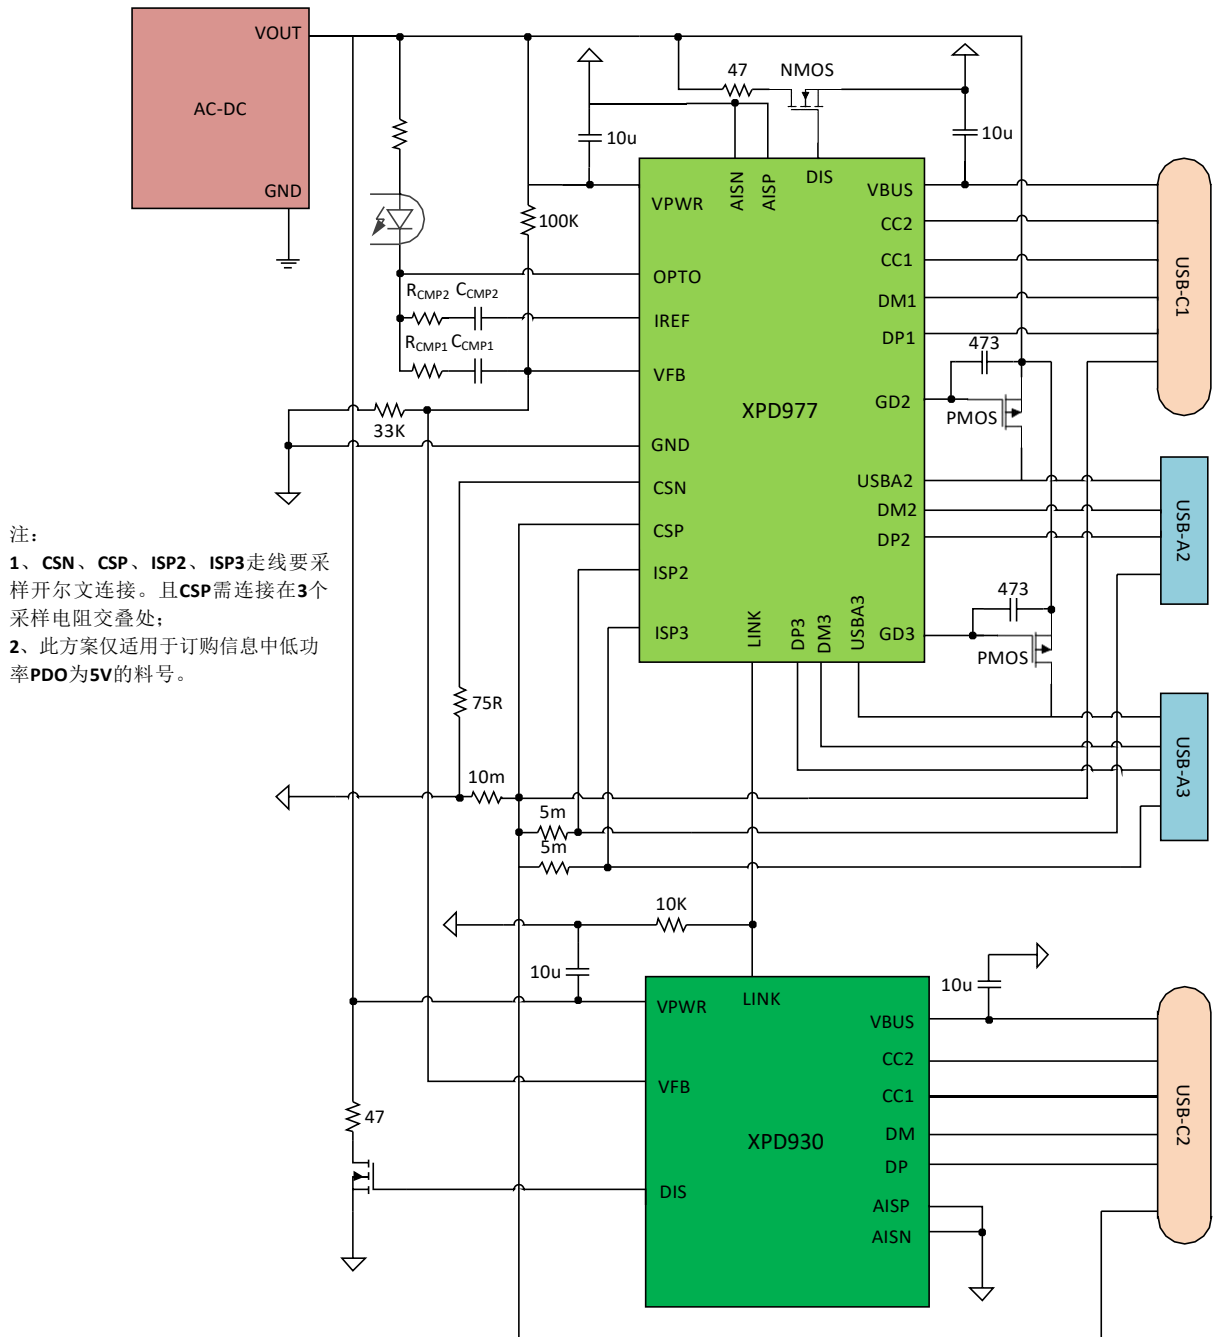 VOUT
AC-DC
GND
47
NMOS
10u
10u
VPWR
AISN
AISP
DIS
VBUS
100K
CC2
OPTO
CC1
RCMP2 CCMP2
IREF
DM1
RCMP1 CCMP1
DP1
VFB
473
XPD977
GD2
PMOS
33K
GND
USB-C1
CSN
USBA2
CSP
DM2
DP2
USB-A2
ISP2
473
ISP3
LINK
DP3
DM3
USBA3
GD3
PMOS
注：
1、CSN、CSP、ISP2、ISP3走线要采
样开尔文连接。且CSP需连接在3个
采样电阻交叠处；
2、此方案仅适用于订购信息中低功
率PDO为5V的料号。
75R
10m
5m
5m
USB-A3
10K
10u
10u
VPWR
LINK
VBUS
CC2
VFB
CC1
47
XPD930
DM
DP
USB-C2
DIS
AISP
AISN